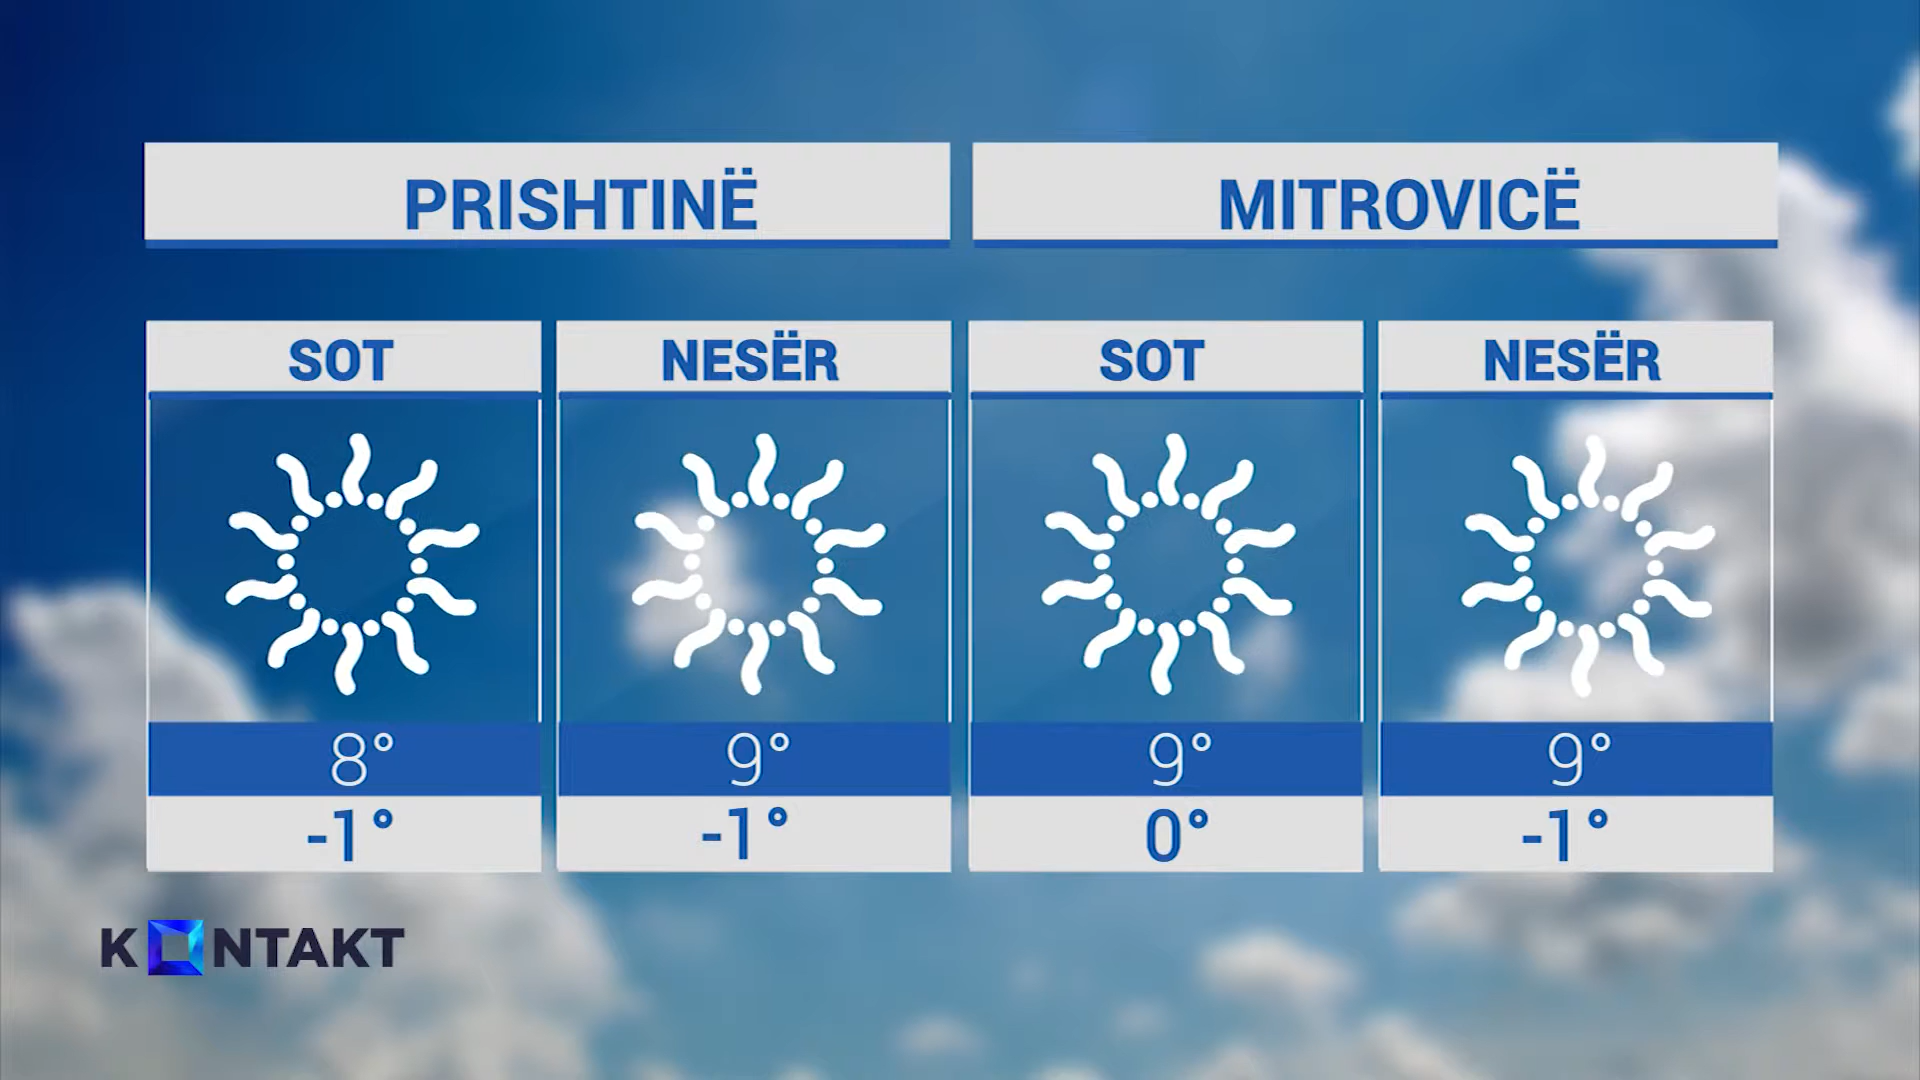 PRISHTINË
MITROVICË
SOT
NESËR
SOT
NESËR
8°
9°
9°
9°
-1°
-1°
0°
-1°
KONTAKT